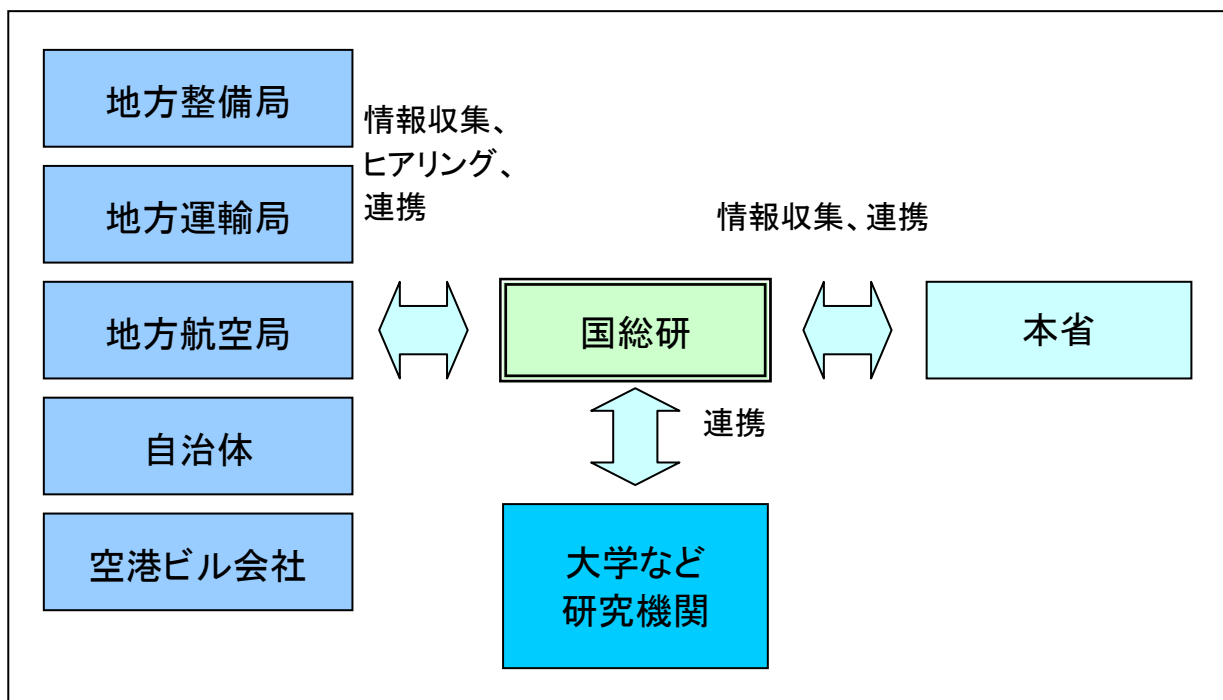 地方整備局
地方運輸局
地方航空局
自治体
空港ビル会社
情報収集、
ヒアリング、
連携
国総研
連携
大学など
研究機関
情報収集、連携
本省